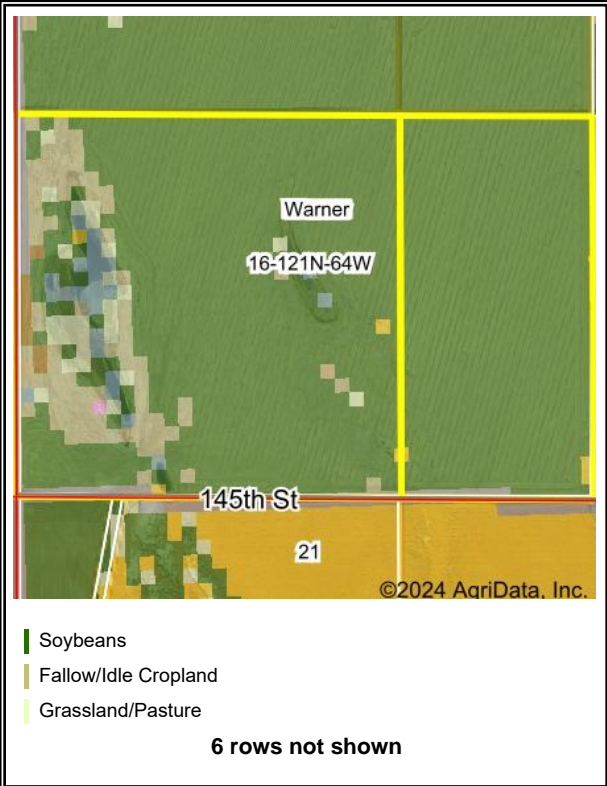 Warner
16-121N-64W
145th St
21
©2024 AgriData, Inc.
Soybeans
Fallow/Idle Cropland
Grassland/Pasture
6 rows not shown